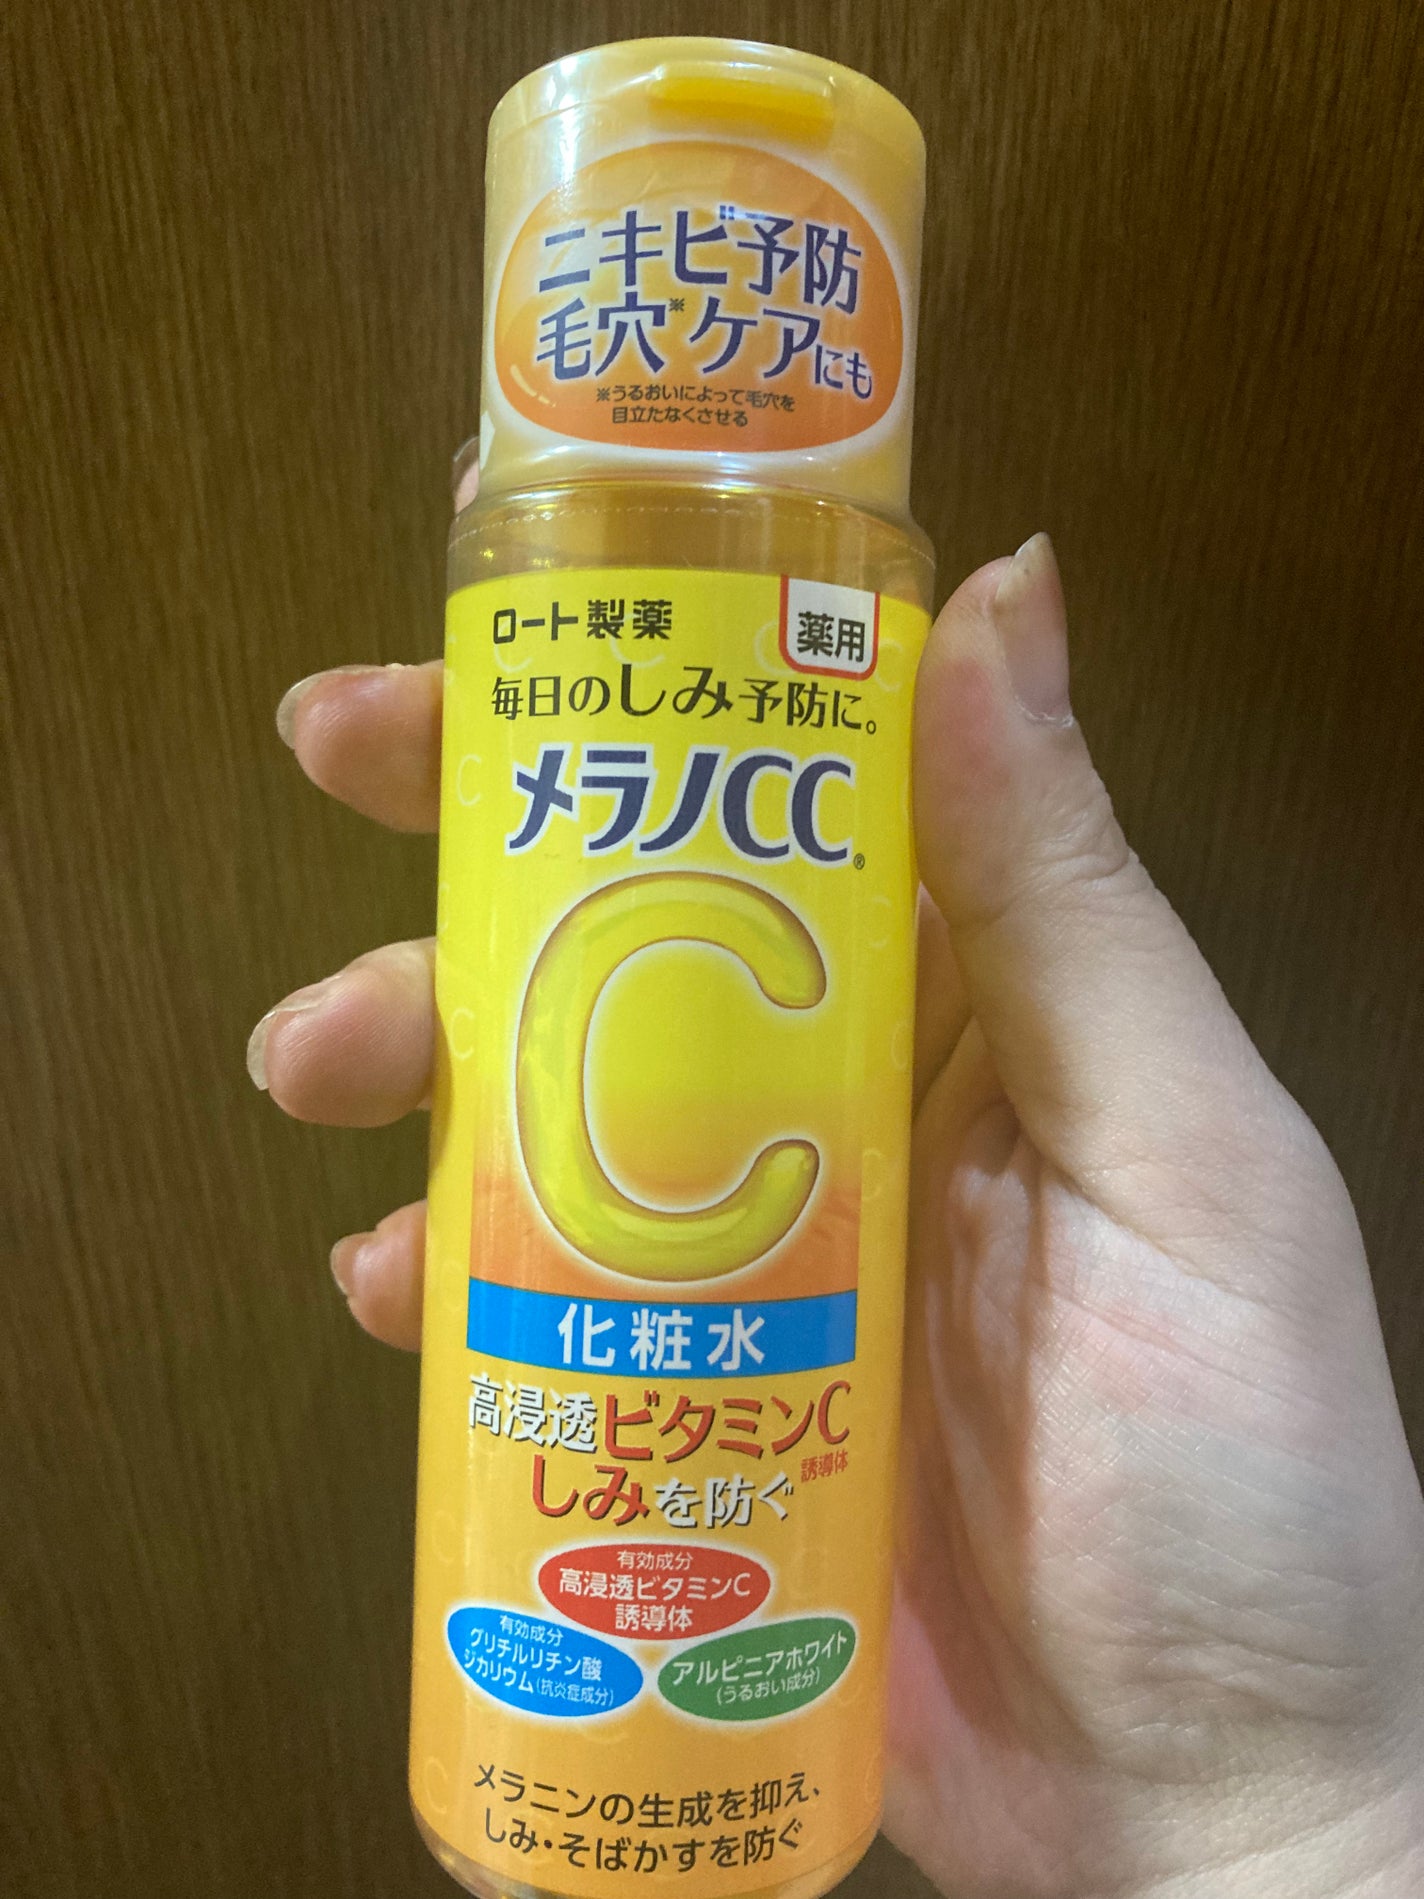 ニキビ予防
毛穴※ケアにも
※うるおいによって毛穴を
目立たなくさせる
ロート製薬
薬用
毎日のしみ予防に。
メラノCC®
C
化粧水
高浸透ビタミンC
誘導体
しみを防ぐ
有効成分
高浸透ビタミンC
誘導体
有効成分
グリチルリチン酸
ジカリウム(抗炎症成分)
アルピニアホワイト
(うるおい成分)
メラニンの生成を抑え、
しみ・そばかすを防ぐ